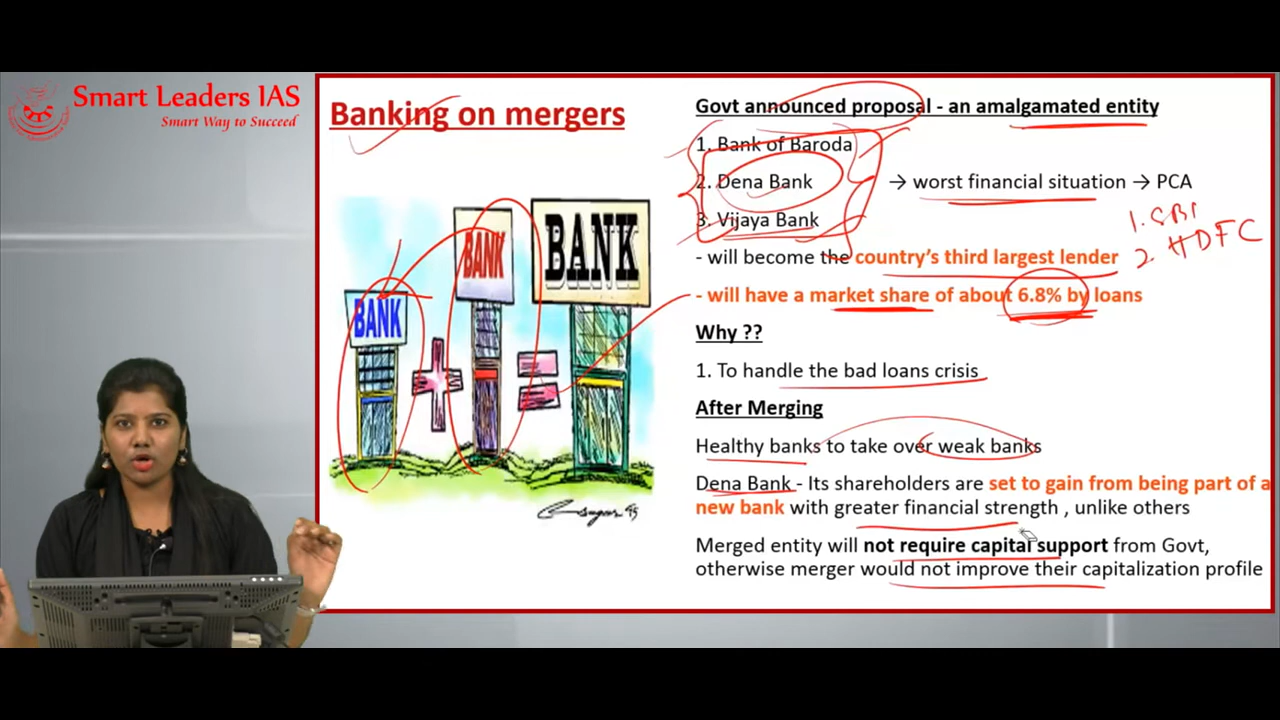 Smart Leaders IAS
Smart Way to Succeed
Banking on mergers
BANK
BANK
BANK
Govt announced proposal - an amalgamated entity
1. Bank of Baroda
2. Dena Bank → worst financial situation → PCA
3. Vijaya Bank
1. SBI
2. HDFC
- will become the country's third largest lender
- will have a market share of about 6.8% by loans
Why ??
1. To handle the bad loans crisis
After Merging
Healthy banks to take over weak banks
Dena Bank - Its shareholders are set to gain from being part of a
new bank with greater financial strength , unlike others
Merged entity will not require capital support from Govt,
otherwise merger would not improve their capitalization profile